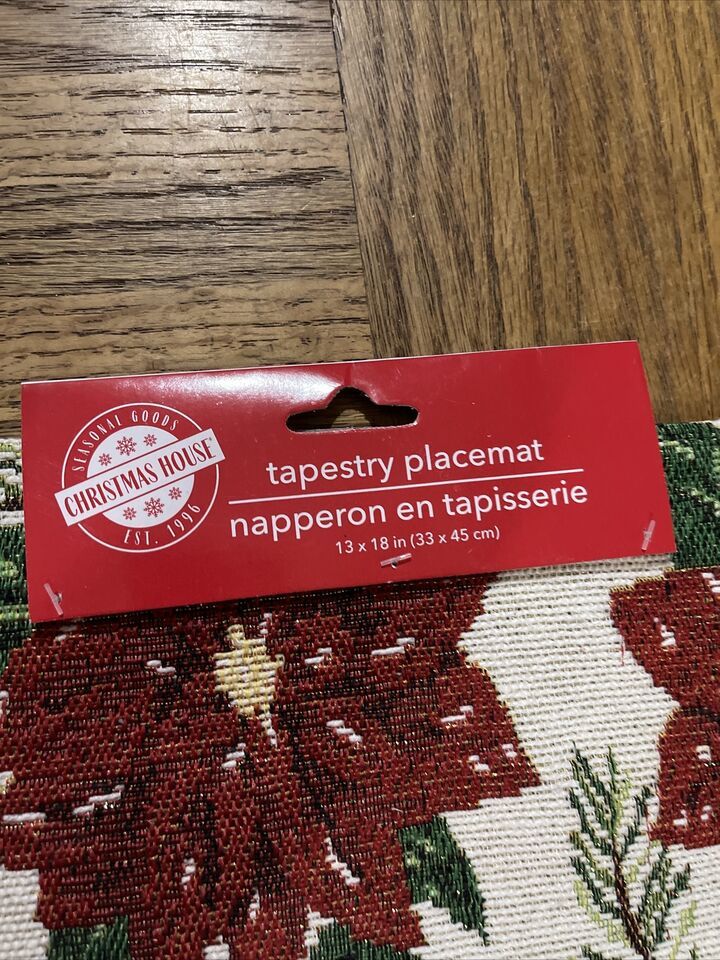 SEASONAL GOODS
CHRISTMAS HOUSE®
EST. 1996
tapestry placemat
napperon en tapisserie
13 x 18 in (33 x 45 cm)